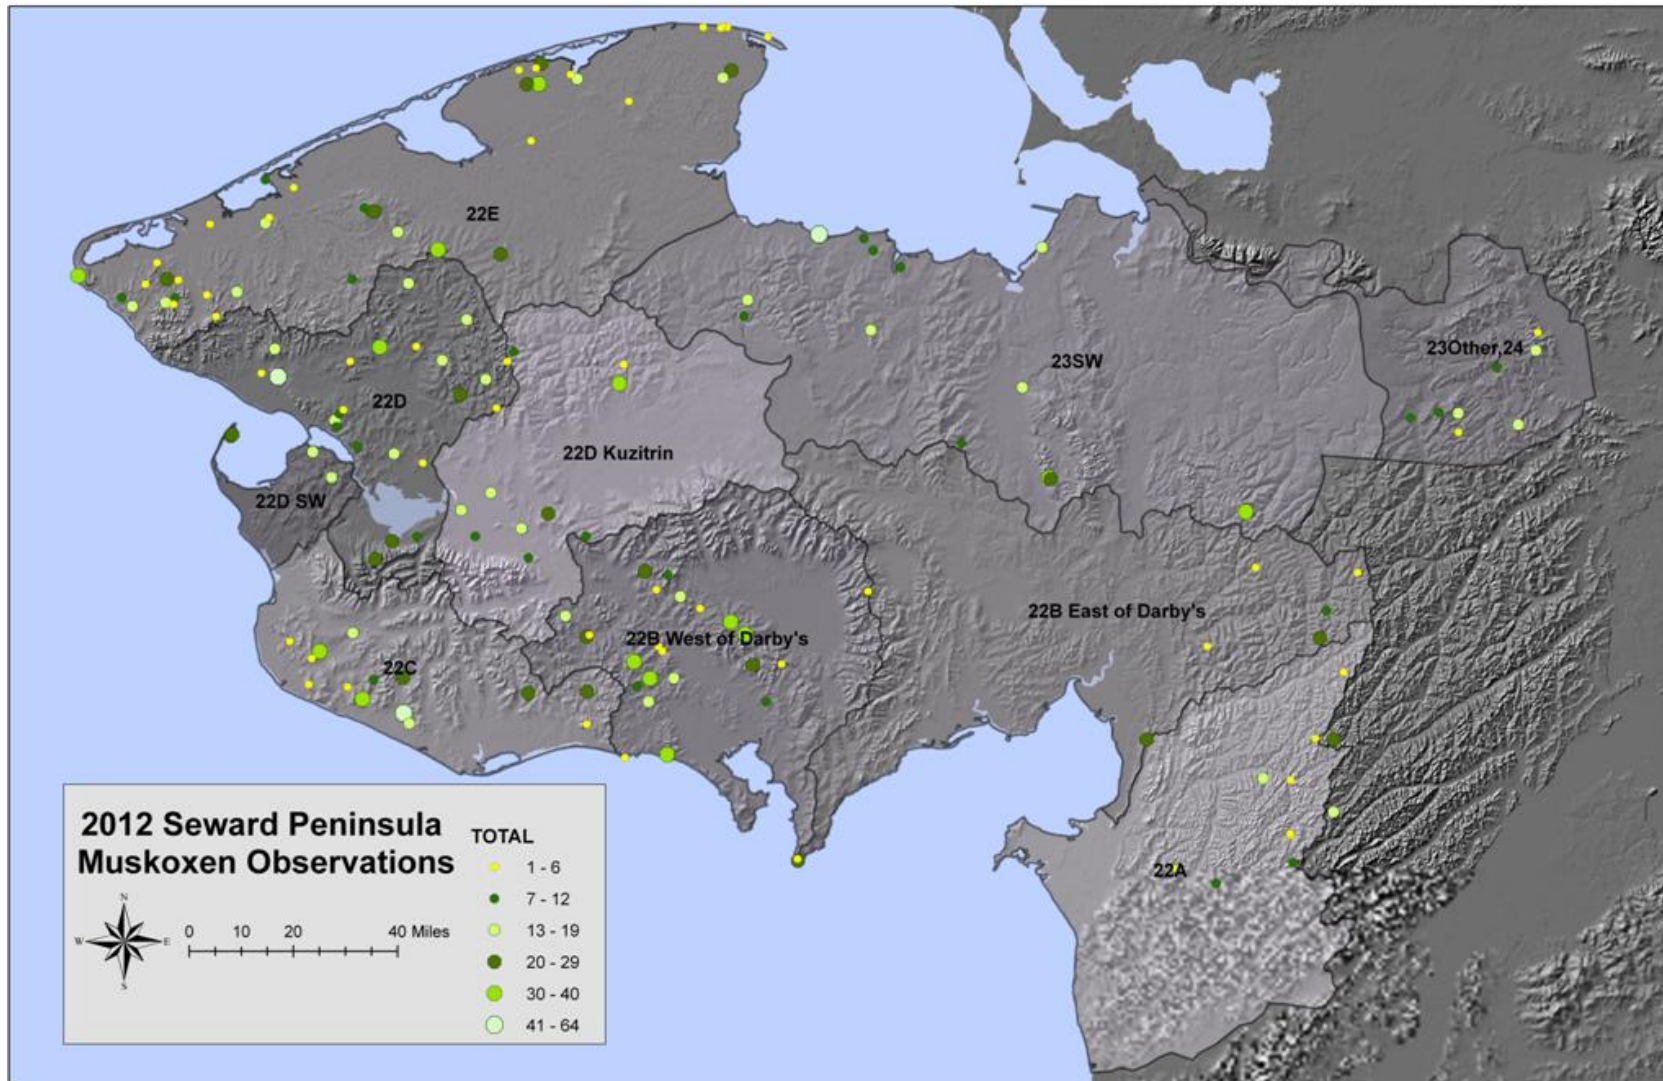 22E
23SW
23Other,24
22D
22D Kuzitrin
22D SW
22B East of Darby's
22B West of Darby's
22C
22A
2012 Seward Peninsula
Muskoxen Observations
N
W
E
S
0 10 20 40 Miles
TOTAL
1 - 6
7 - 12
13 - 19
20 - 29
30 - 40
41 - 64